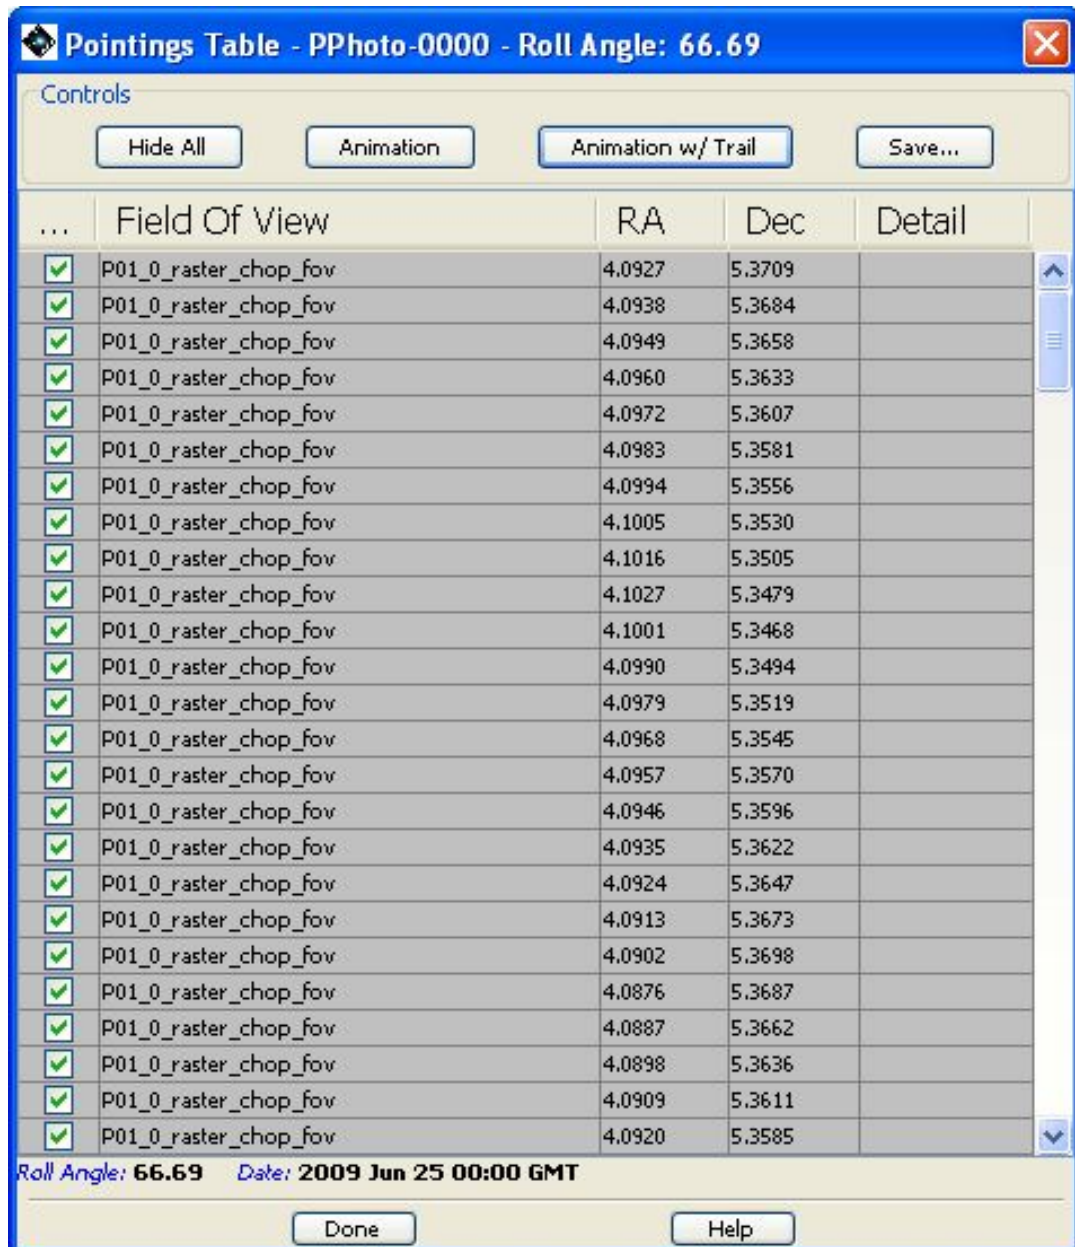 Pointings Table - PPhoto-0000 - Roll Angle: 66.69
Controls
Hide All Animation Animation w/ Trail Save...
... Field Of View RA Dec Detail
P01_0_raster_chop_fov 4.0927 5.3709
P01_0_raster_chop_fov 4.0938 5.3684
P01_0_raster_chop_fov 4.0949 5.3658
P01_0_raster_chop_fov 4.0960 5.3633
P01_0_raster_chop_fov 4.0972 5.3607
P01_0_raster_chop_fov 4.0983 5.3581
P01_0_raster_chop_fov 4.0994 5.3556
P01_0_raster_chop_fov 4.1005 5.3530
P01_0_raster_chop_fov 4.1016 5.3505
P01_0_raster_chop_fov 4.1027 5.3479
P01_0_raster_chop_fov 4.1001 5.3468
P01_0_raster_chop_fov 4.0990 5.3494
P01_0_raster_chop_fov 4.0979 5.3519
P01_0_raster_chop_fov 4.0968 5.3545
P01_0_raster_chop_fov 4.0957 5.3570
P01_0_raster_chop_fov 4.0946 5.3596
P01_0_raster_chop_fov 4.0935 5.3622
P01_0_raster_chop_fov 4.0924 5.3647
P01_0_raster_chop_fov 4.0913 5.3673
P01_0_raster_chop_fov 4.0902 5.3698
P01_0_raster_chop_fov 4.0876 5.3687
P01_0_raster_chop_fov 4.0887 5.3662
P01_0_raster_chop_fov 4.0898 5.3636
P01_0_raster_chop_fov 4.0909 5.3611
P01_0_raster_chop_fov 4.0920 5.3585
Roll Angle: 66.69 Date: 2009 Jun 25 00:00 GMT
Done Help